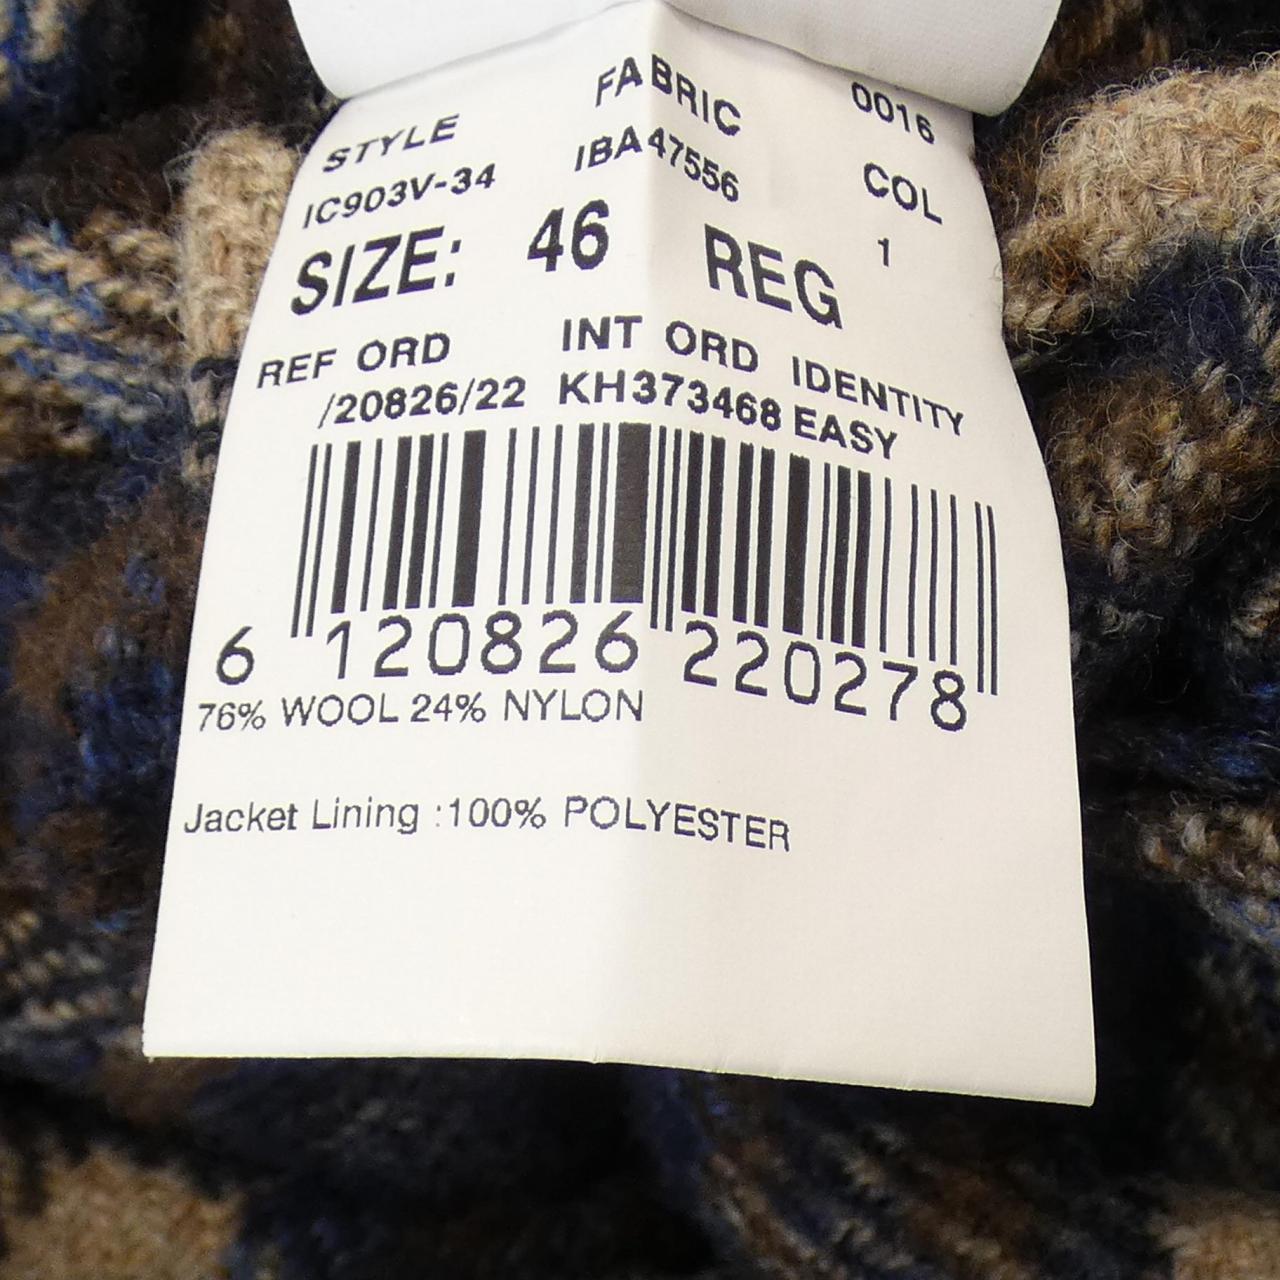 0016
STYLE FABRIC COL
IC903V-34 IBA47556 1
SIZE: 46 REG
REF ORD INT ORD IDENTITY
/20826/22 KH373468 EASY
6 120826 220278
76% WOOL 24% NYLON
Jacket Lining :100% POLYESTER